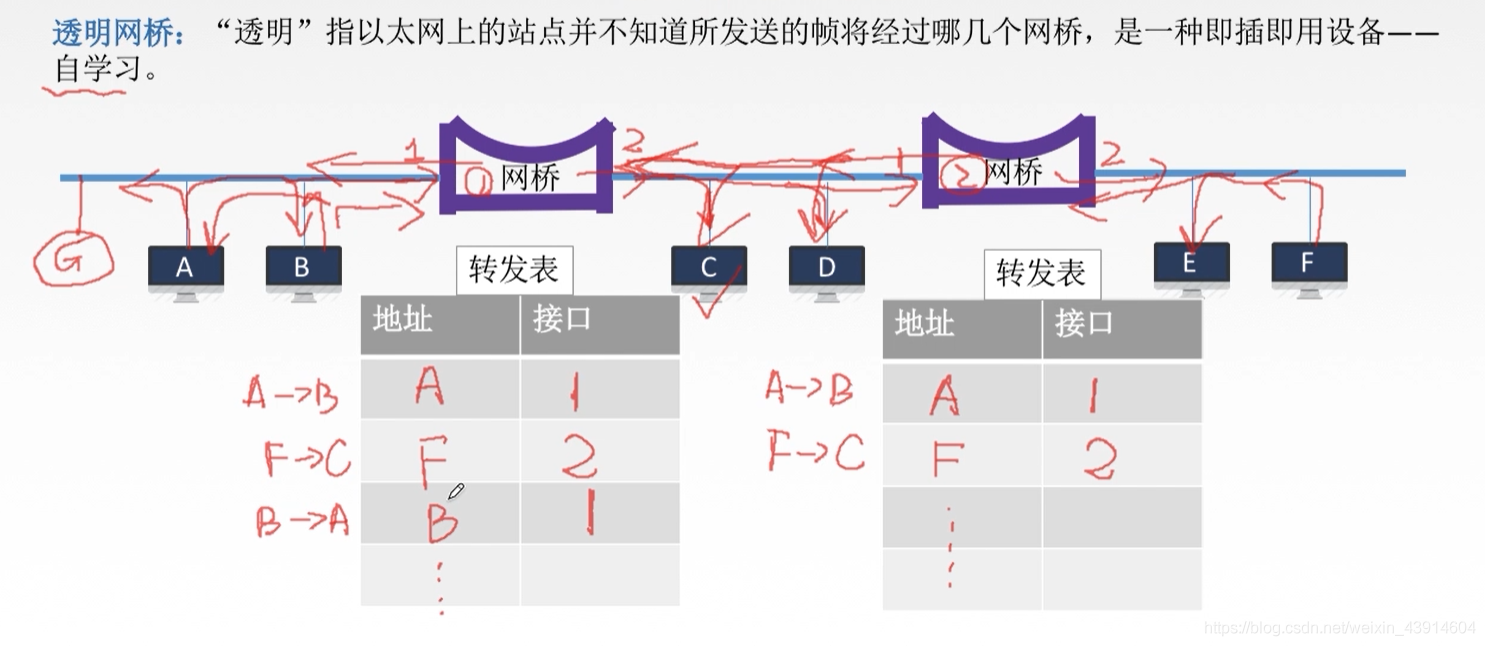 透明网桥：“透明”指以太网上的站点并不知道所发送的帧将经过哪几个网桥，是一种即插即用设备——
自学习。
1 ① 网桥 2 1 ② 网桥 2
G A B C D E F
转发表
地址 接口
A→B A 1
F→C F 2
B→A B 1
转发表
地址 接口
A→B A 1
F→C F 2
https://blog.csdn.net/weixin_43914604